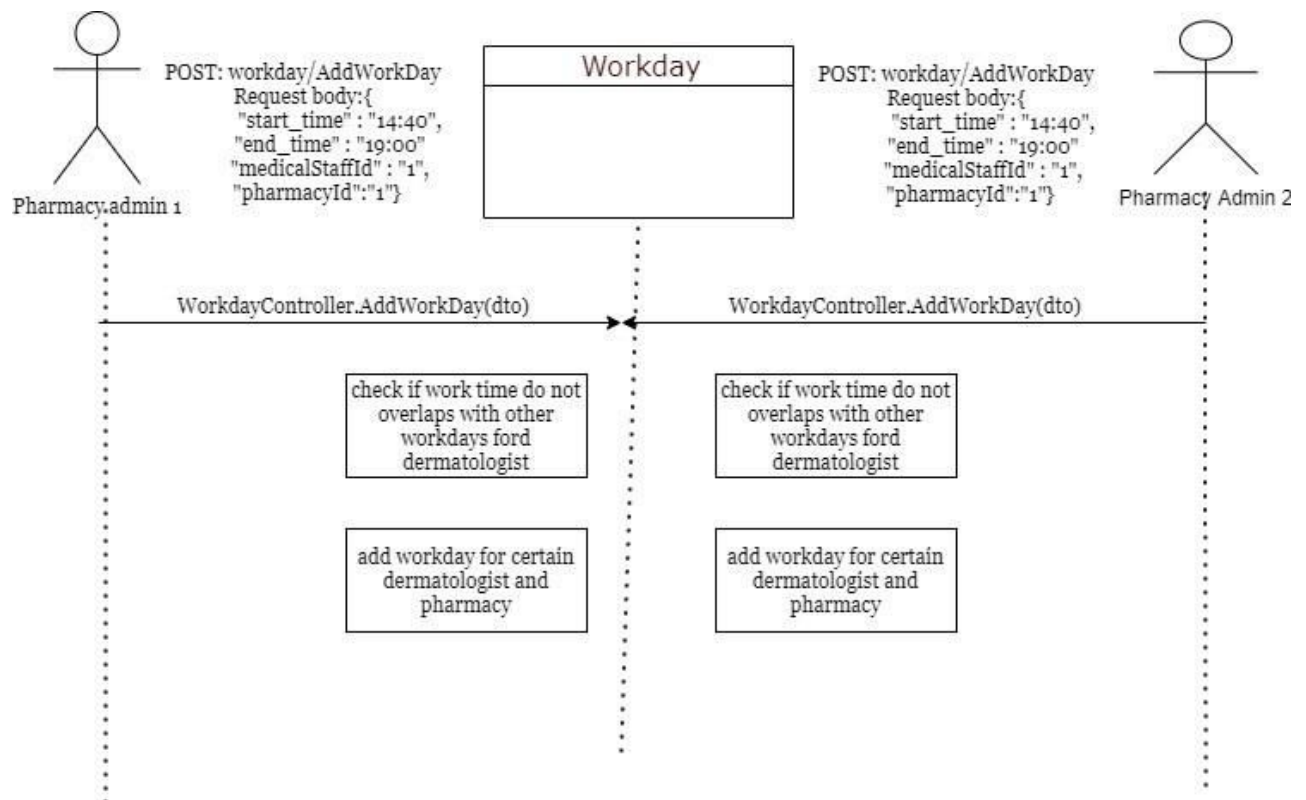 POST: workday/AddWorkDay
Request body:{
"start_time" : "14:40",
"end_time" : "19:00"
"medicalStaffId" : "1",
"pharmacyId":"1"}
Pharmacy admin 1
Workday
POST: workday/AddWorkDay
Request body:{
"start_time" : "14:40",
"end_time" : "19:00"
"medicalStaffId" : "1",
"pharmacyId":"1"}
Pharmacy Admin 2
WorkdayController.AddWorkDay(dto)
WorkdayController.AddWorkDay(dto)
check if work time do not
overlaps with other
workdays ford
dermatologist
check if work time do not
overlaps with other
workdays ford
dermatologist
add workday for certain
dermatologist and
pharmacy
add workday for certain
dermatologist and
pharmacy